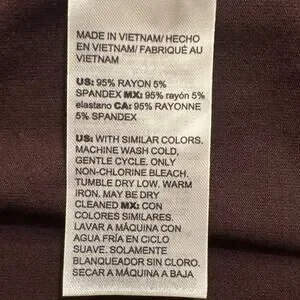 MADE IN VIETNAM/ HECHO
EN VIETNAM/ FABRIQUÉ AU
VIETNAM
US: 95% RAYON 5%
SPANDEX MX: 95% rayón 5%
elastano CA: 95% RAYONNE
5% SPANDEX
US: WITH SIMILAR COLORS.
MACHINE WASH COLD,
GENTLE CYCLE. ONLY
NON-CHLORINE BLEACH.
TUMBLE DRY LOW. WARM
IRON. MAY BE DRY
CLEANED MX: CON
COLORES SIMILARES.
LAVAR A MÁQUINA CON
AGUA FRÍA EN CICLO
SUAVE. SOLAMENTE
BLANQUEADOR SIN CLORO.
SECAR A MÁQUINA A BAJA